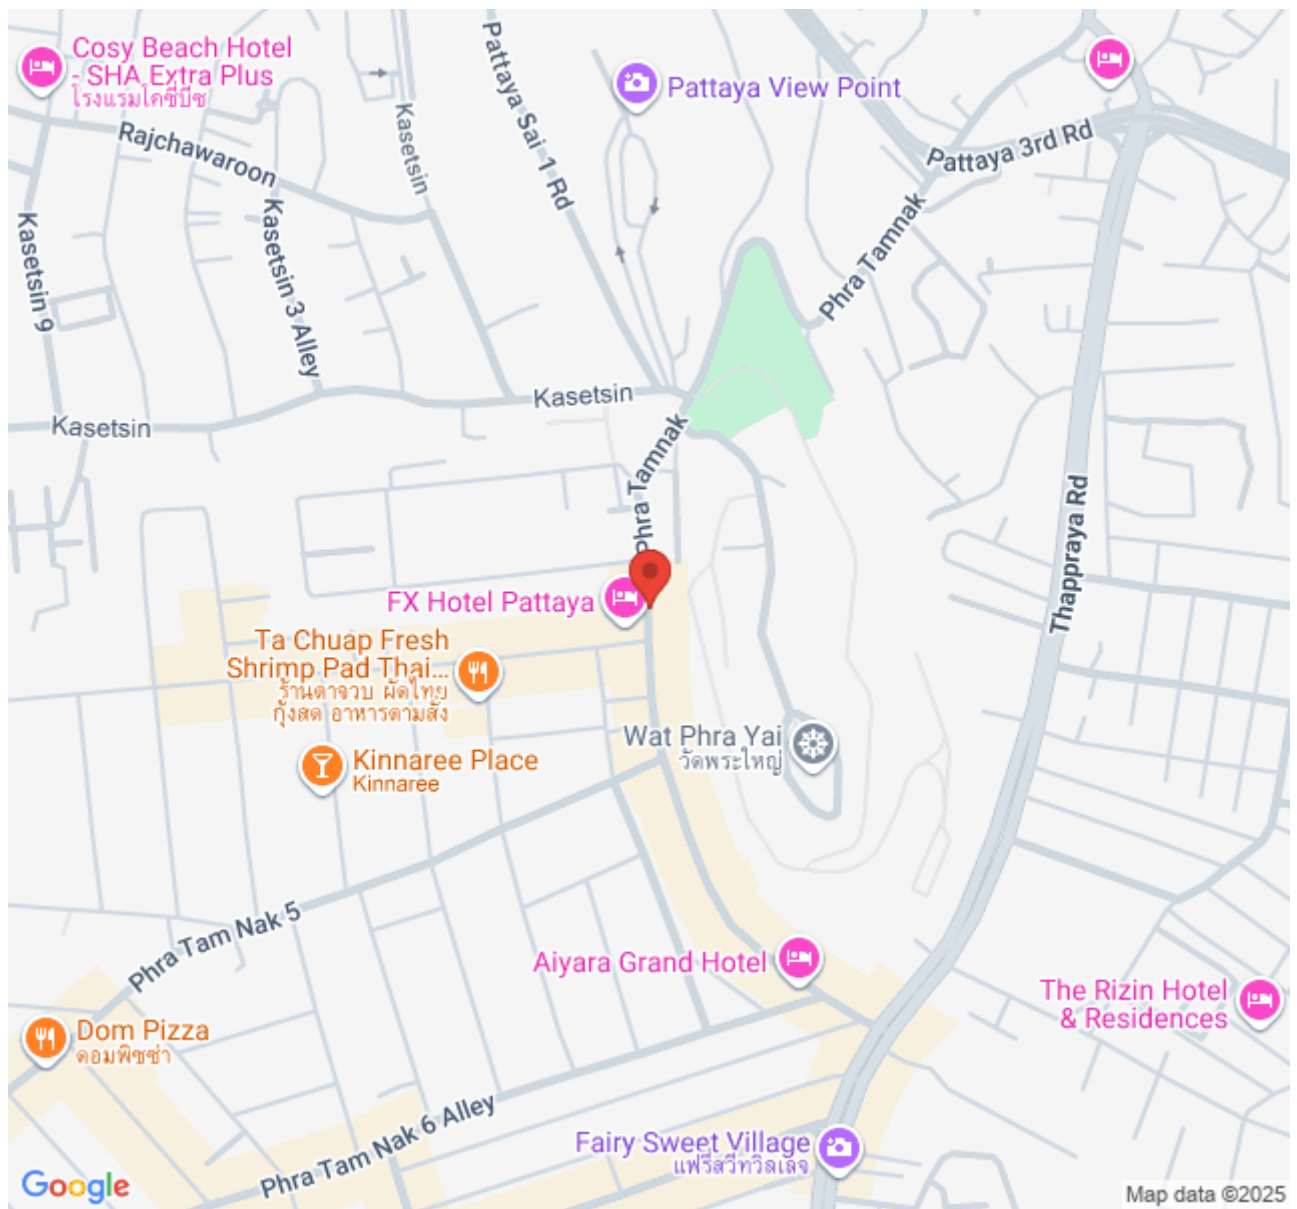 Cosy Beach Hotel
- SHA Extra Plus
โรงแรมโคซี่บีช
Pattaya View Point
Pattaya Sai 1 Rd
Kasetsin
Rajchawaroon
Pattaya 3rd Rd
Kasetsin 9
Kasetsin 3 Alley
Phra Tamnak
Kasetsin
Kasetsin
Phra Tamnak
Thappraya Rd
FX Hotel Pattaya
Ta Chuap Fresh
Shrimp Pad Thai...
ร้านตาจวบ ผัดไทย
กุ้งสด อาหารตามสั่ง
Wat Phra Yai
วัดพระใหญ่
Kinnaree Place
Kinnaree
Phra Tam Nak 5
Aiyara Grand Hotel
The Rizin Hotel
& Residences
Dom Pizza
ดอมพิซซ่า
Phra Tam Nak 6 Alley
Fairy Sweet Village
แฟรี่สวีทวิลเลจ
Google
Map data ©2025